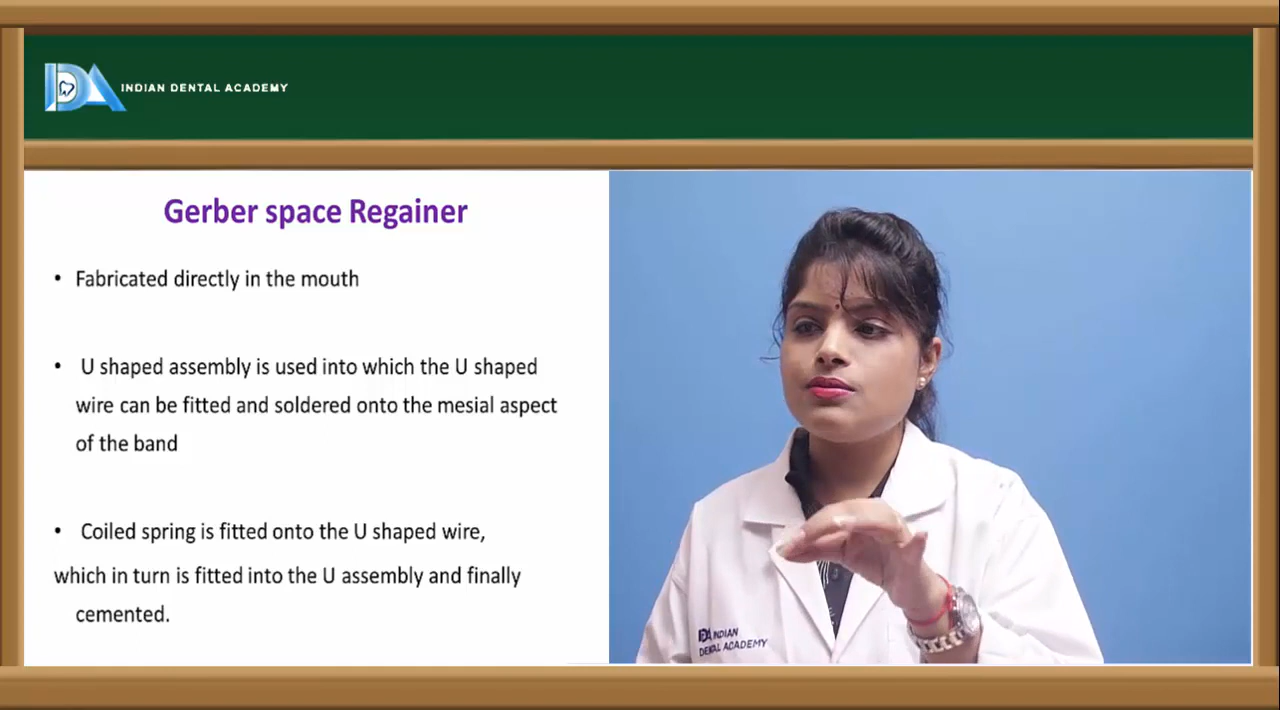 IDA INDIAN DENTAL ACADEMY
Gerber space Regainer
• Fabricated directly in the mouth
• U shaped assembly is used into which the U shaped
wire can be fitted and soldered onto the mesial aspect
of the band
• Coiled spring is fitted onto the U shaped wire,
which in turn is fitted into the U assembly and finally
cemented.
IDA INDIAN
DENTAL ACADEMY